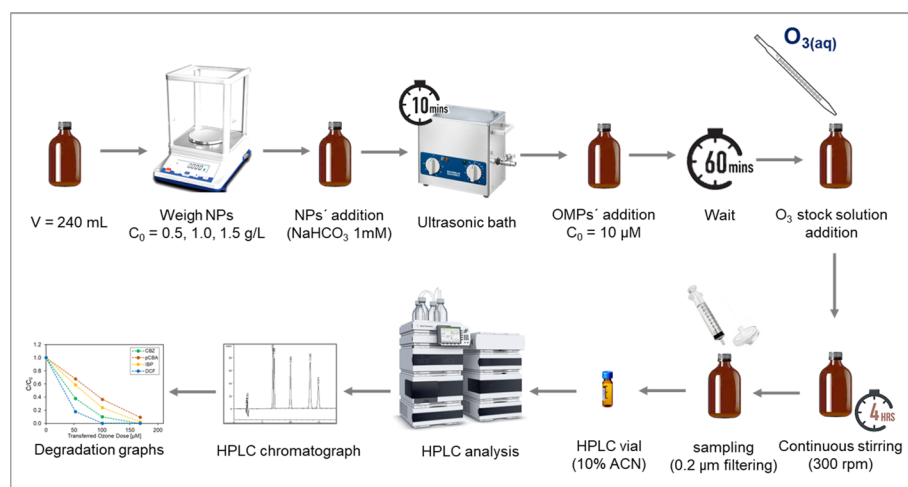 O3(aq)
10
mins
60
mins
V = 240 mL
Weigh NPs
C0 = 0.5, 1.0, 1.5 g/L
NPs´ addition
(NaHCO3 1mM)
Ultrasonic bath
OMPs´ addition
C0 = 10 µM
Wait
O3 stock solution
addition
4
HRS
Continuous stirring
(300 rpm)
sampling
(0.2 µm filtering)
HPLC vial
(10% ACN)
HPLC analysis
HPLC chromatograph
C/C0
1.2
1.0
0.8
0.6
0.4
0.2
0.0
0 50 100 150 200
Transferred Ozone Dose [µM]
CBZ
pCBA
IBP
DCF
Degradation graphs